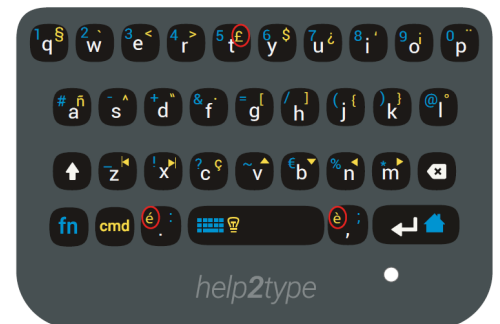 1 q § 2 w ` 3 e < 4 r > 5 t £ 6 y $ 7 u ¿ 8 i ' 9 o ¡ 0 p ¨
# a ñ - s ^ + d & f . = g [ / h ] ( j { ) k } @ l °
_ z ! x ? c ç ~ v € b % n * m
fn cmd é . : è , ;
help2type